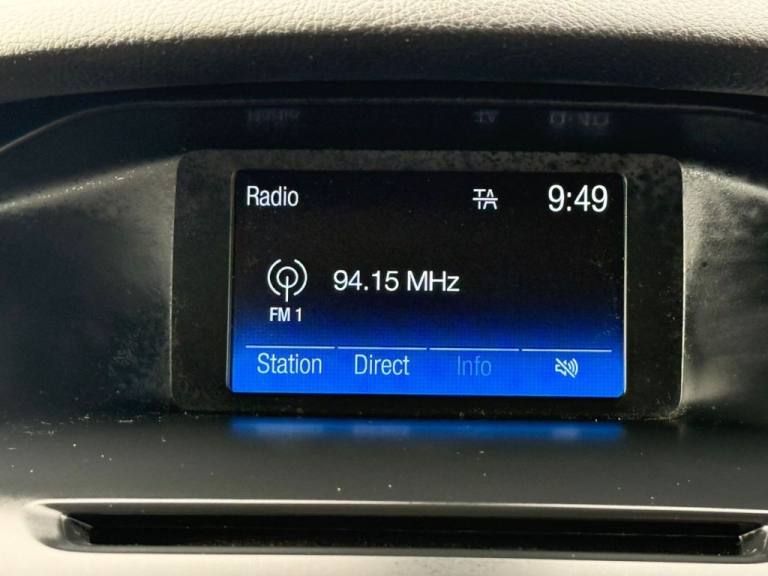 Radio TA 9:49
94.15 MHz
FM 1
Station Direct Info